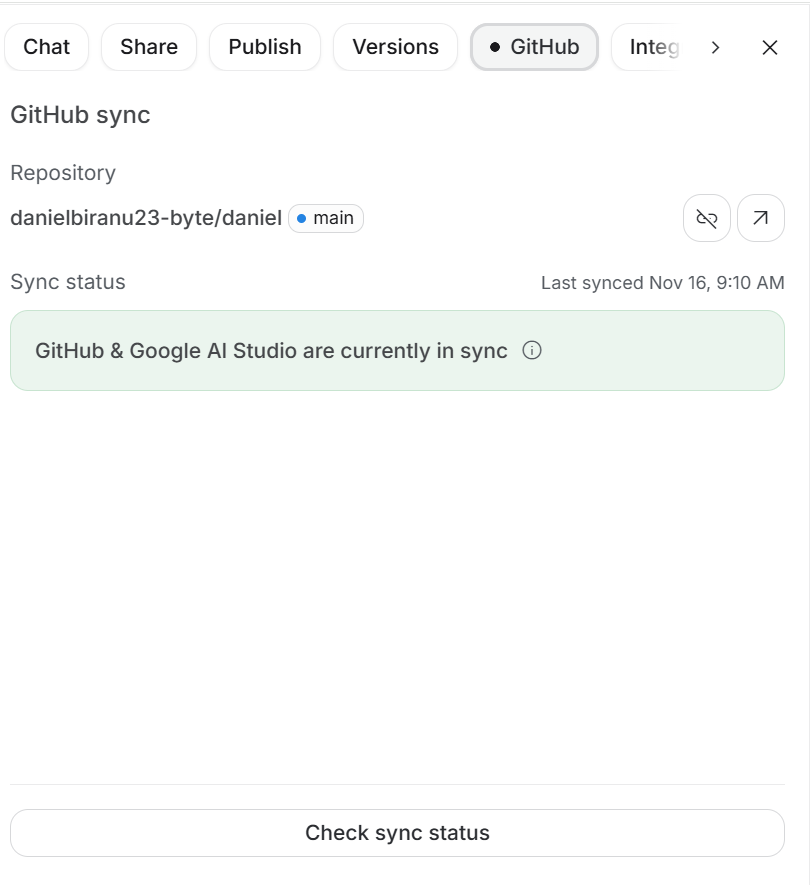 Chat Share Publish Versions GitHub Integ
GitHub sync
Repository
danielbiranu23-byte/daniel main
Sync status Last synced Nov 16, 9:10 AM
GitHub & Google AI Studio are currently in sync
Check sync status